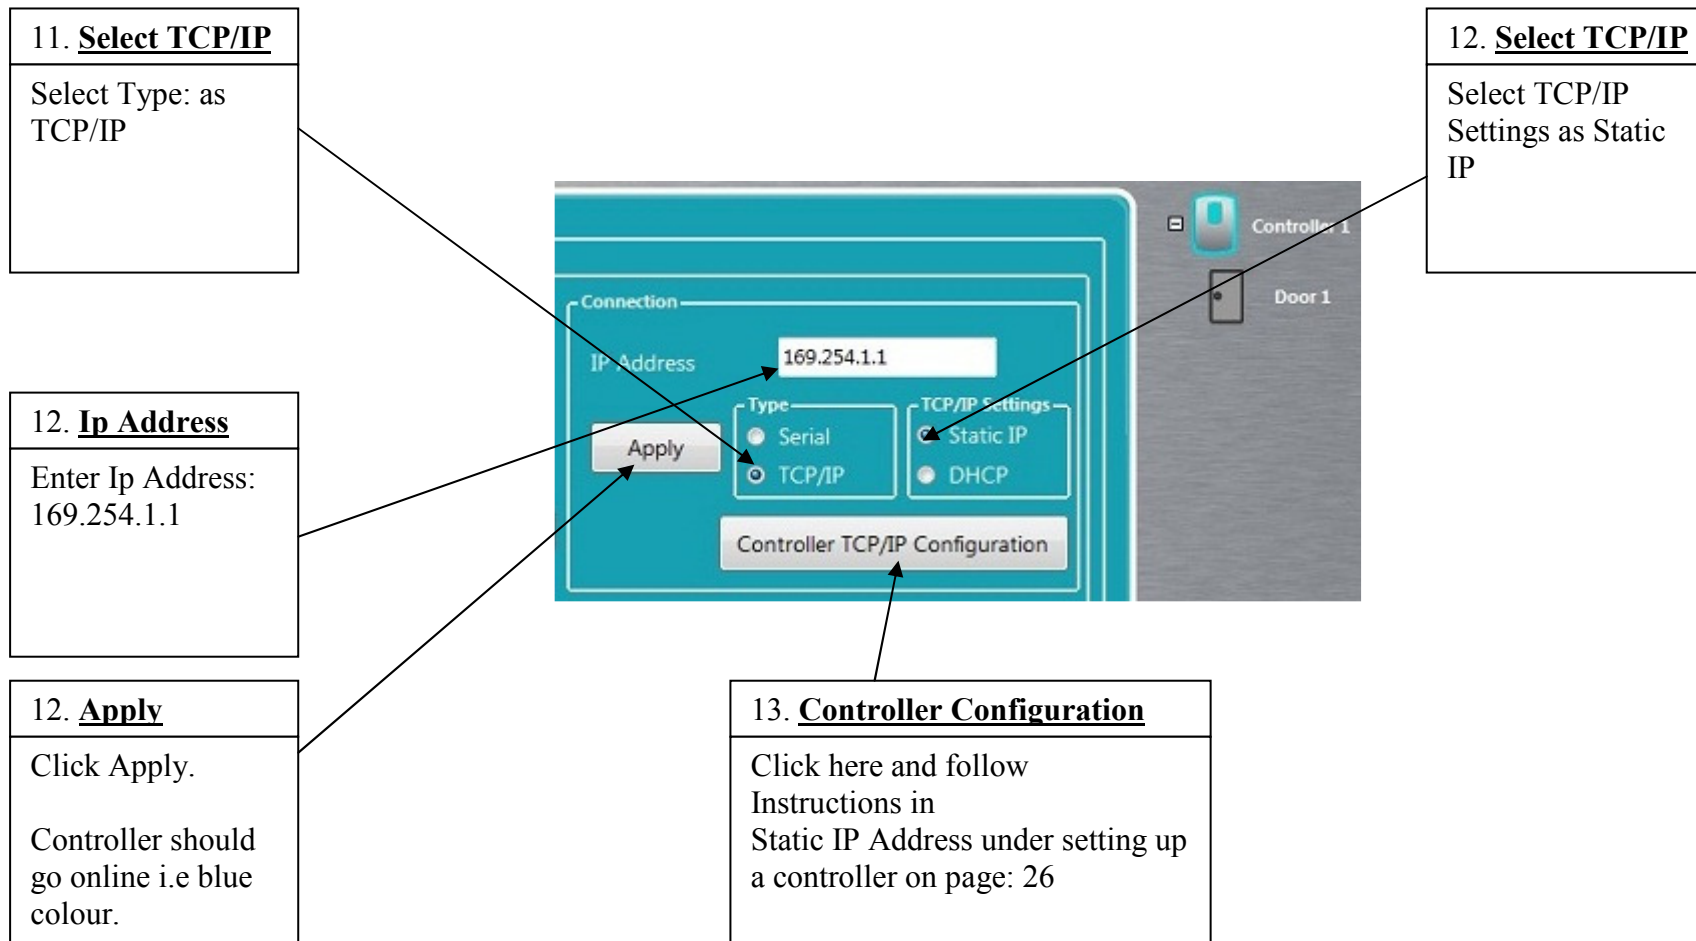 11. Select TCP/IP
Select Type: as
TCP/IP
12. Select TCP/IP
Select TCP/IP
Settings as Static
IP
Controller 1
Door 1
Connection
IP Address
169.254.1.1
Type
TCP/IP Settings
Apply
Serial
Static IP
TCP/IP
DHCP
Controller TCP/IP Configuration
12. Ip Address
Enter Ip Address:
169.254.1.1
12. Apply
Click Apply.
Controller should
go online i.e blue
colour.
13. Controller Configuration
Click here and follow
Instructions in
Static IP Address under setting up
a controller on page: 26